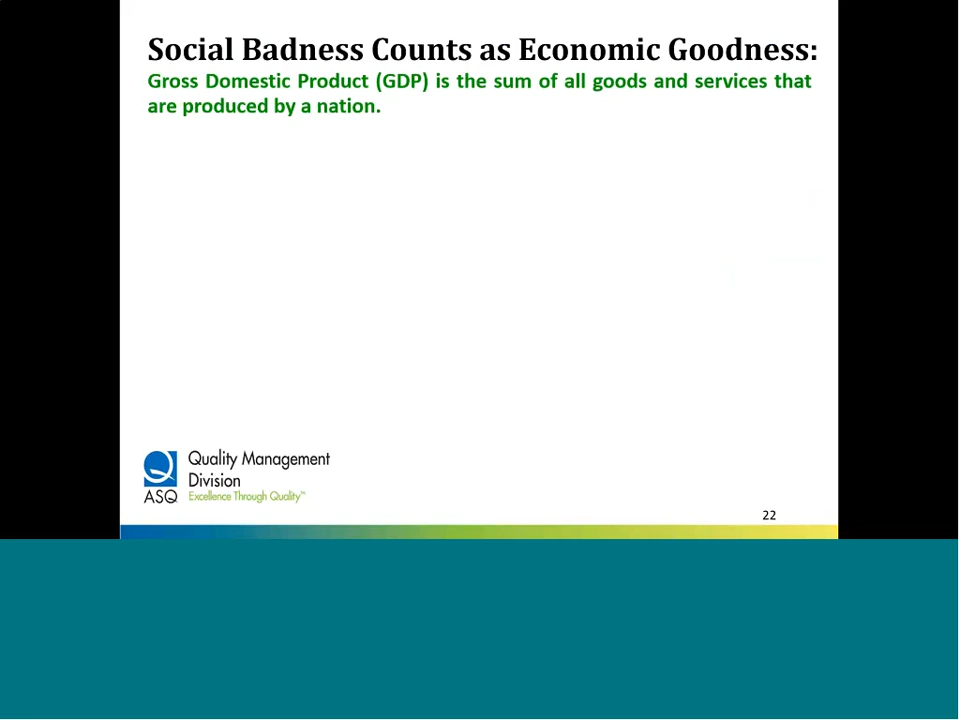 Social Badness Counts as Economic Goodness:
Gross Domestic Product (GDP) is the sum of all goods and services that
are produced by a nation.
Quality Management
Division
ASQ Excellence Through Quality™
22